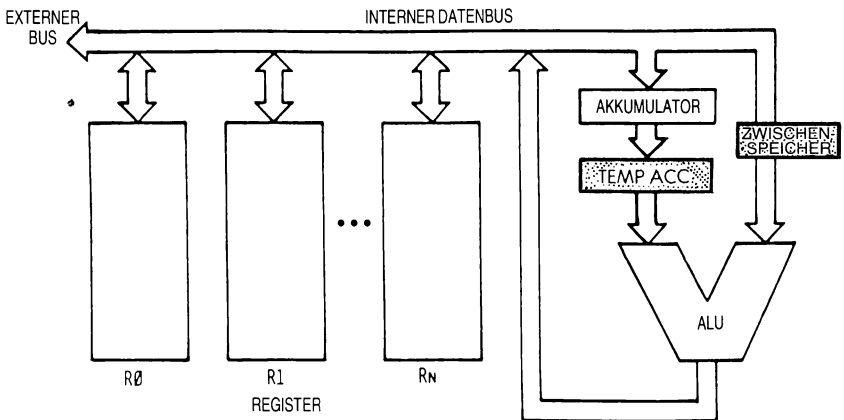 EXTERNER
BUS
INTERNER DATENBUS
AKKUMULATOR
ZWISCHEN
SPEICHER
TEMP ACC
•••
ALU
RØ
R1
RN
REGISTER